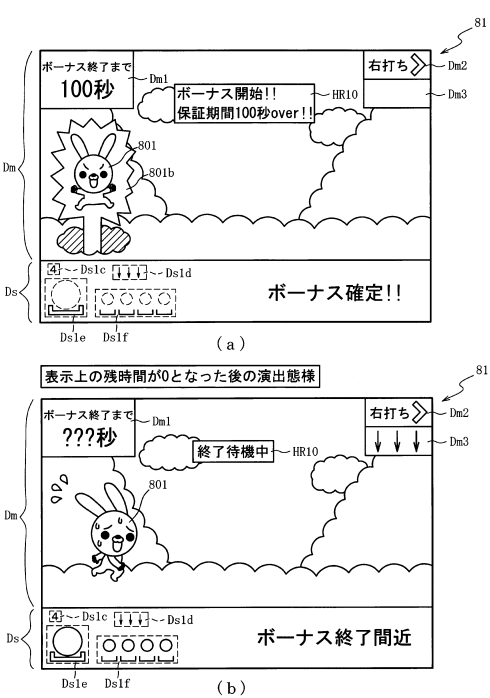 81
ボーナス終了まで
100秒
Dm1
右打ち
Dm2
Dm3
ボーナス開始!!
保証期間100秒over!!
HR10
801
801b
Dm
Ds1c
4
Ds1d
Ds
ボーナス確定!!
Ds1e
Ds1f
(a)
表示上の残時間が0となった後の演出態様
81
ボーナス終了まで
???秒
Dm1
右打ち
Dm2
Dm3
終了待機中
HR10
801
Dm
4
Ds1c
Ds1d
Ds
ボーナス終了間近
Ds1e
Ds1f
(b)